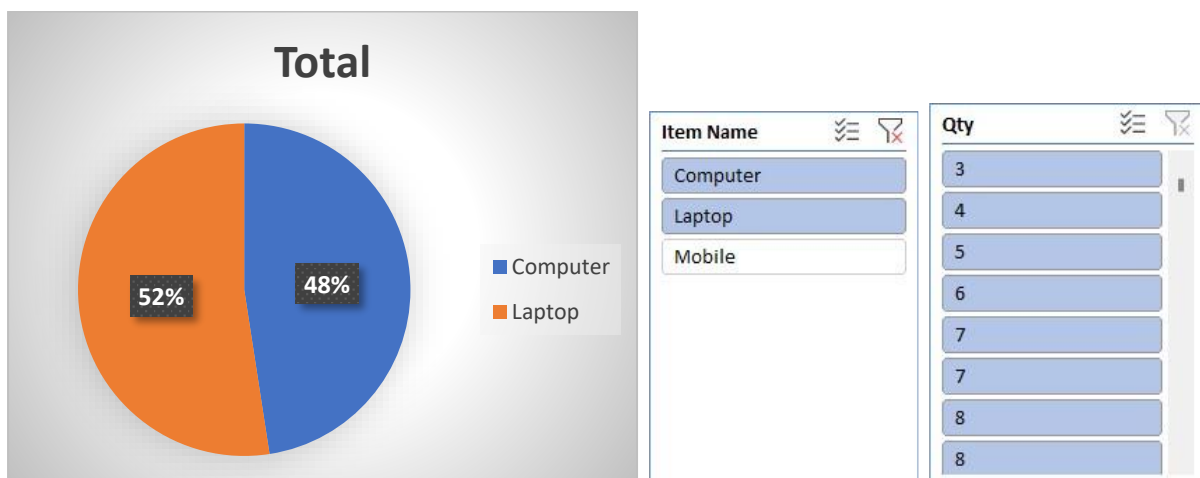 Total
52%
48%
Computer
Laptop
Item Name
Computer
Laptop
Mobile
Qty
3
4
5
6
7
7
8
8